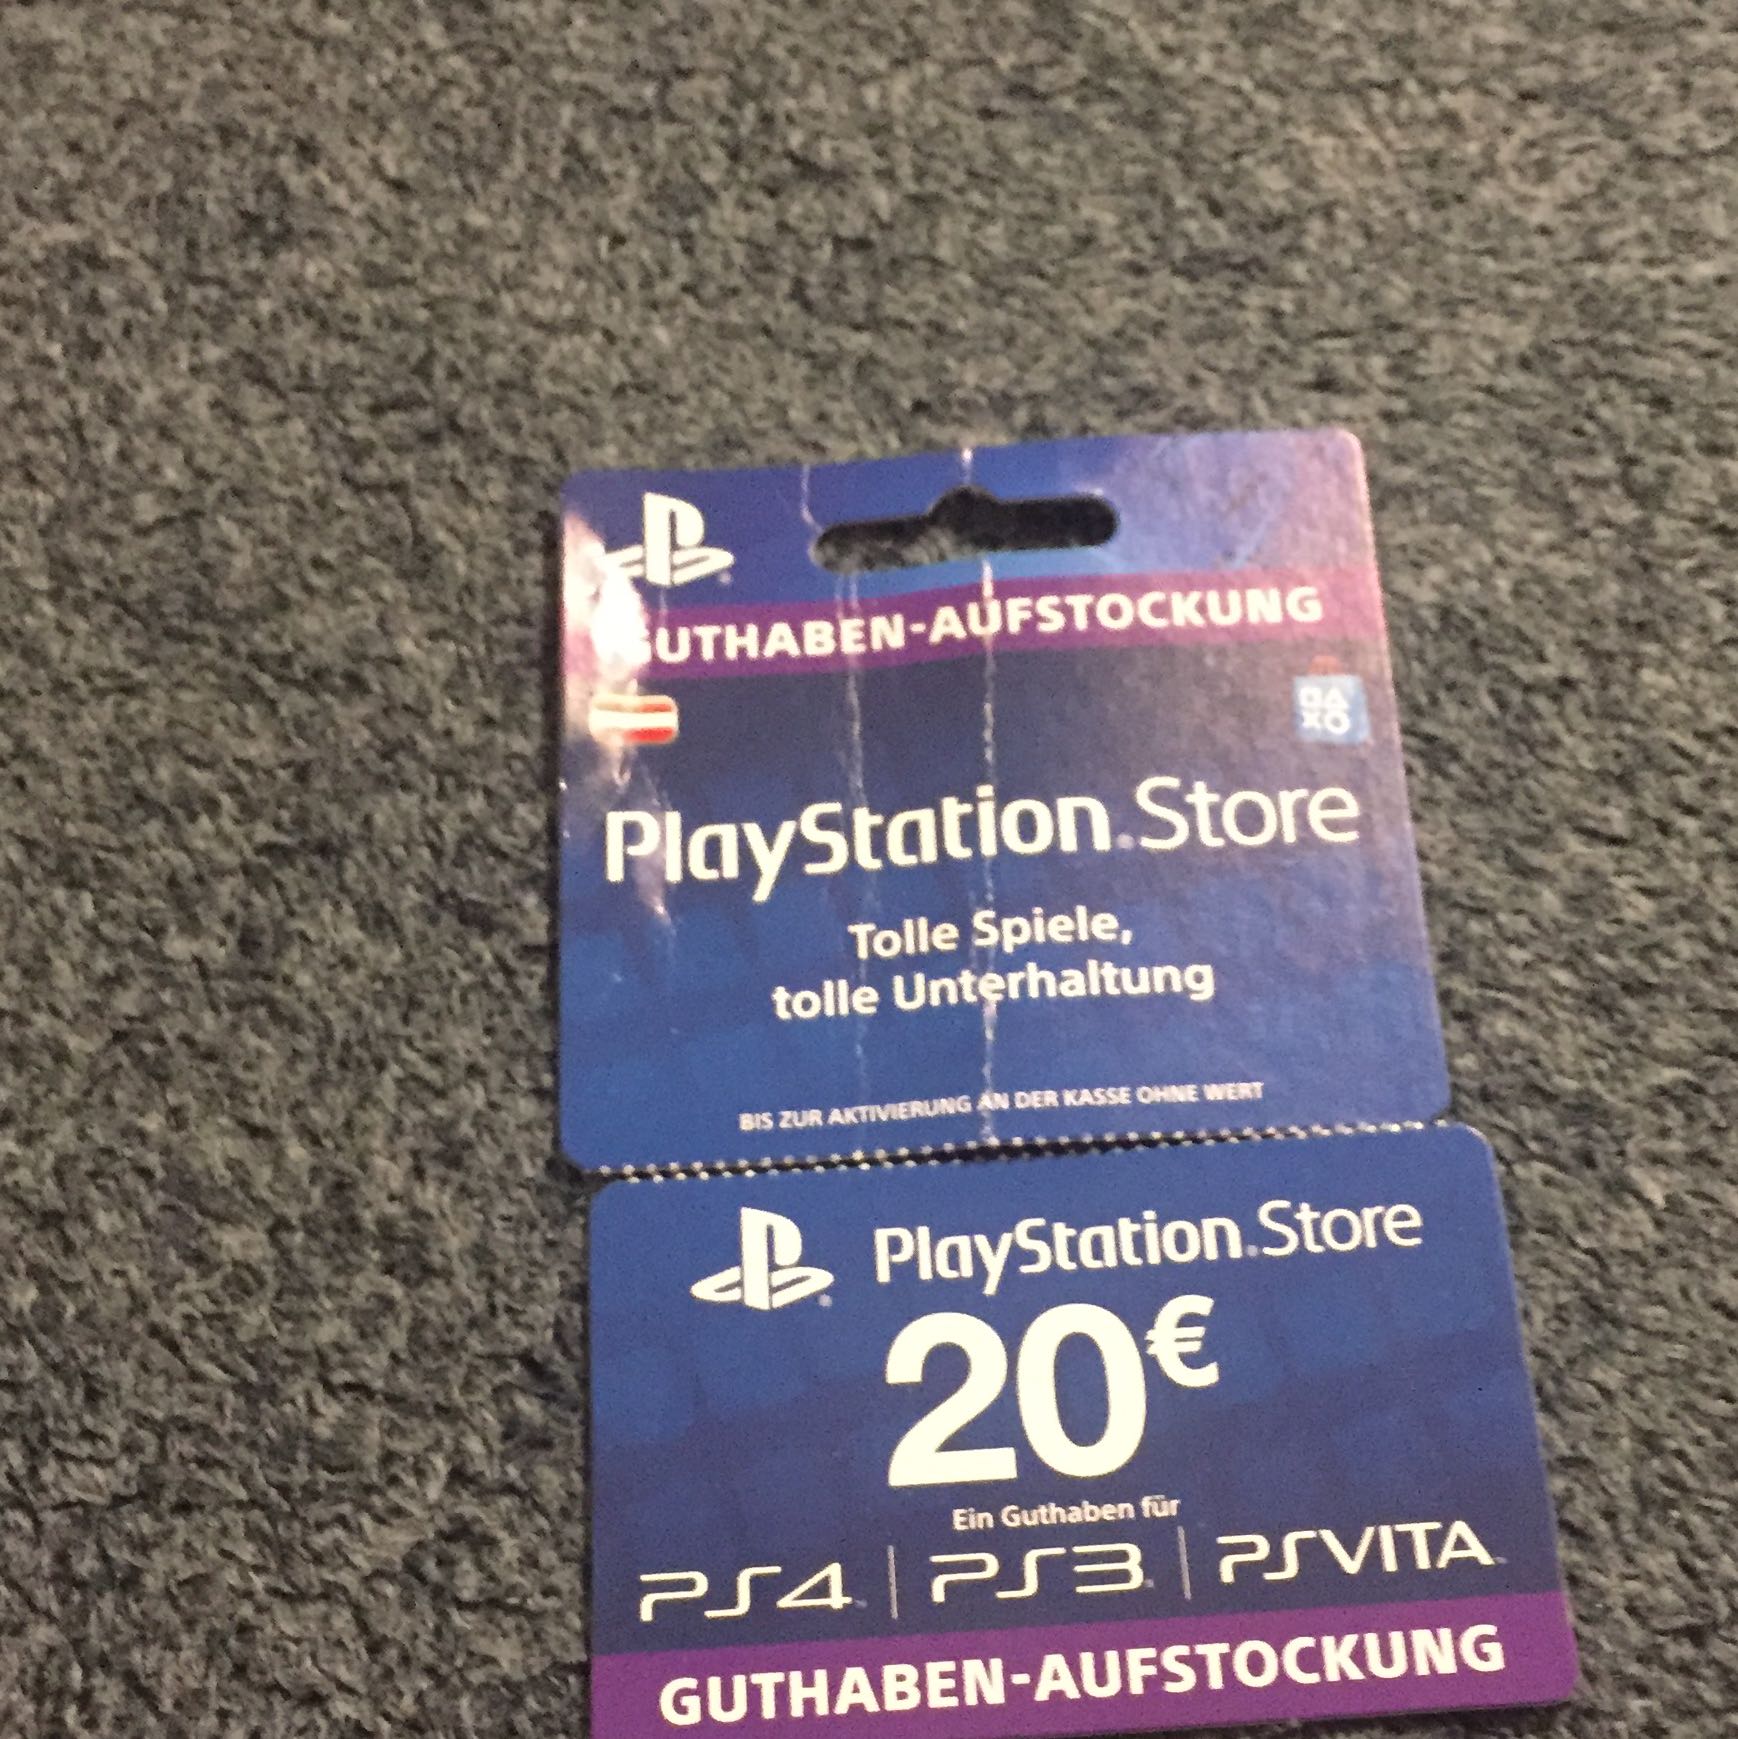 GUTHABEN-AUFSTOCKUNG
PlayStation.Store
Tolle Spiele,
tolle Unterhaltung
BIS ZUR AKTIVIERUNG AN DER KASSE OHNE WERT
PlayStation.Store
20€
Ein Guthaben für
PS4 | PS3 | PSVITA
GUTHABEN-AUFSTOCKUNG